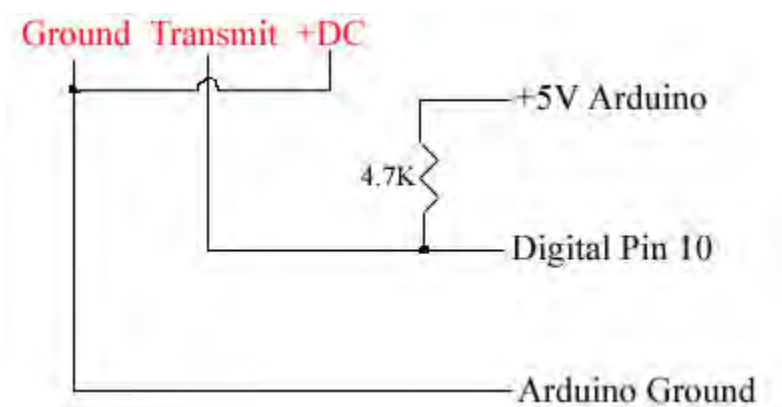 Ground Transmit +DC
+5V Arduino
4.7K
Digital Pin 10
Arduino Ground